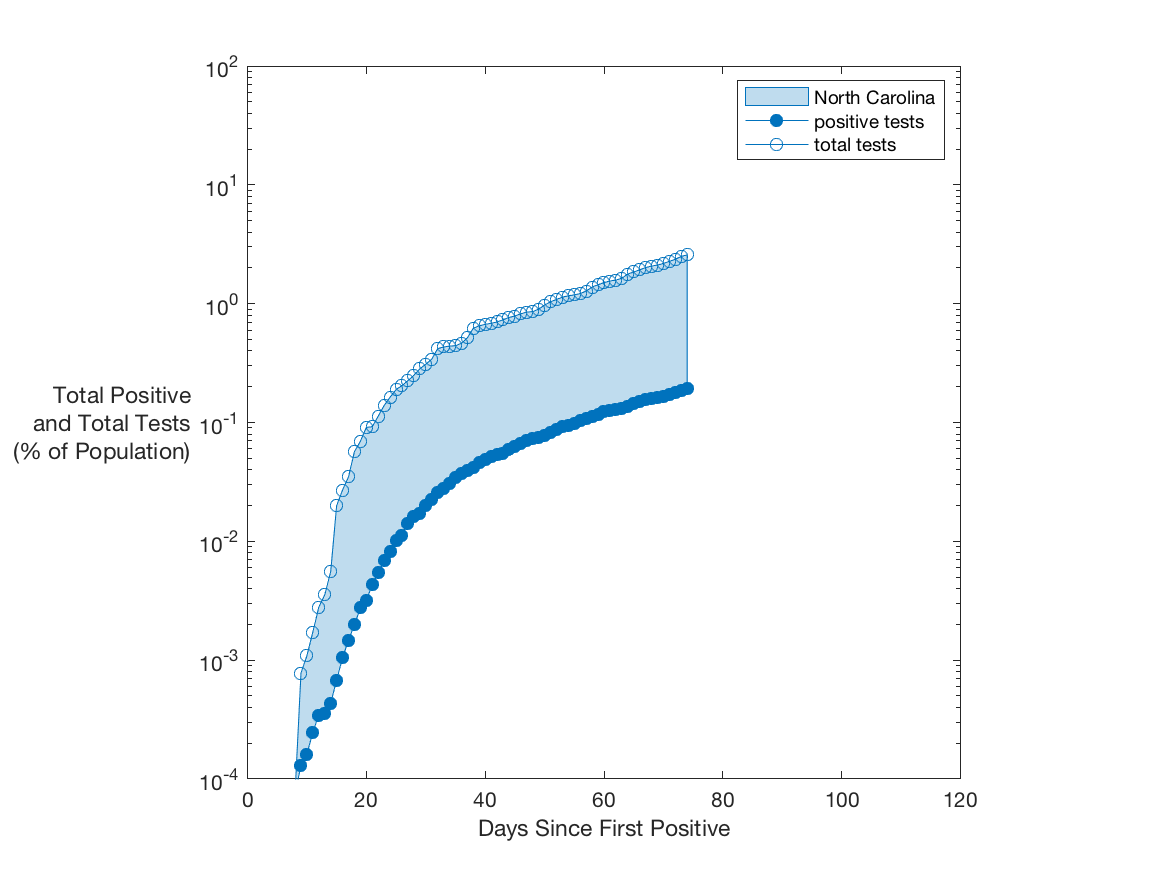 10^2
10^1
10^0
10^-1
10^-2
10^-3
10^-4
Total Positive
and Total Tests
(% of Population)
North Carolina
positive tests
total tests
0 20 40 60 80 100 120
Days Since First Positive